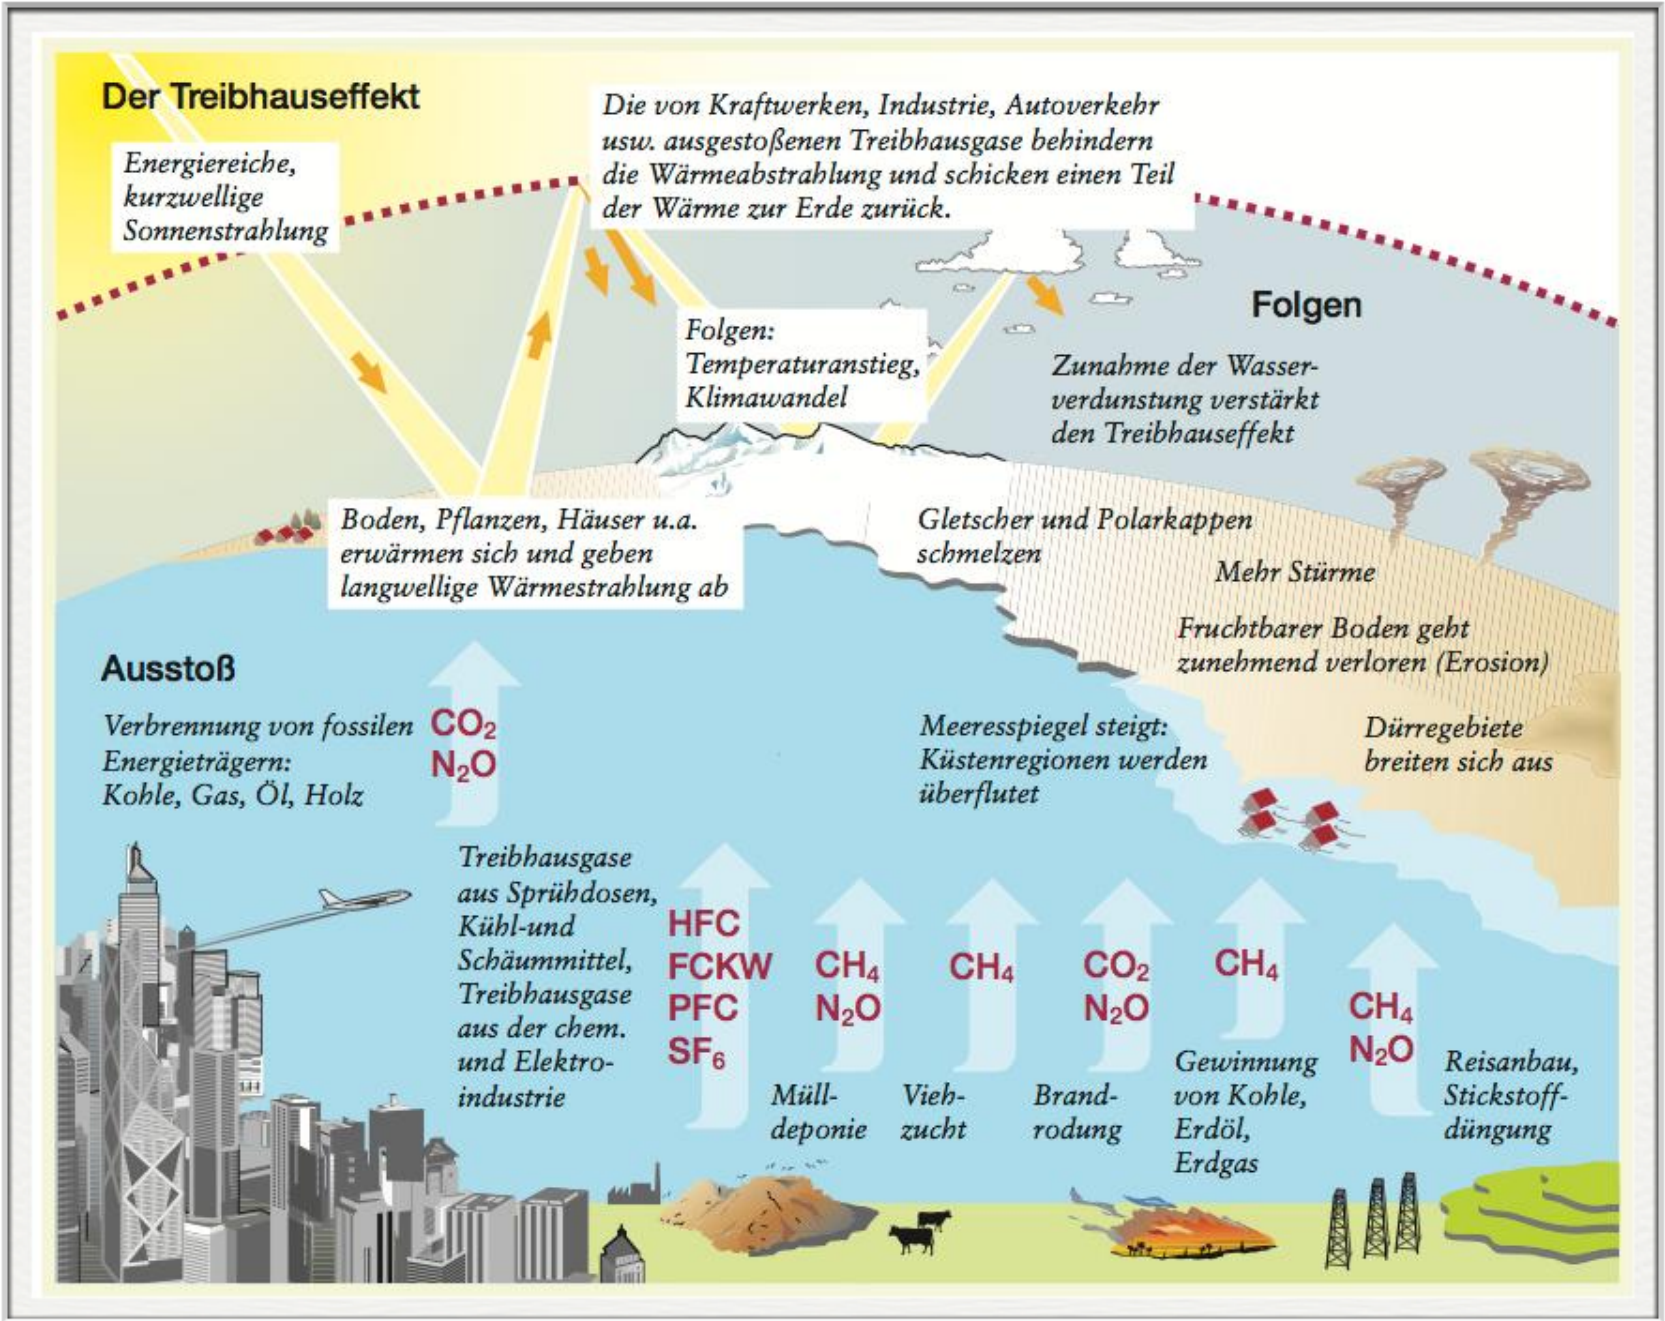 Der Treibhauseffekt
Energiereiche,
kurzwellige
Sonnenstrahlung
Die von Kraftwerken, Industrie, Autoverkehr
usw. ausgestoßenen Treibhausgase behindern
die Wärmeabstrahlung und schicken einen Teil
der Wärme zur Erde zurück.
Folgen:
Temperaturanstieg,
Klimawandel
Folgen
Zunahme der Wasser-
verdunstung verstärkt
den Treibhauseffekt
Boden, Pflanzen, Häuser u.a.
erwärmen sich und geben
langwellige Wärmestrahlung ab
Gletscher und Polarkappen
schmelzen
Mehr Stürme
Fruchtbarer Boden geht
zunehmend verloren (Erosion)
Meeresspiegel steigt:
Küstenregionen werden
überflutet
Dürregebiete
breiten sich aus
Ausstoß
Verbrennung von fossilen
Energieträgern:
Kohle, Gas, Öl, Holz
CO₂
N₂O
Treibhausgase
aus Sprühdosen,
Kühl-und
Schäummittel,
Treibhausgase
aus der chem.
und Elektro-
industrie
HFC
FCKW
PFC
SF₆
CH₄
N₂O
Müll-
deponie
CH₄
Vieh-
zucht
CO₂
N₂O
Brand-
rodung
CH₄
Gewinnung
von Kohle,
Erdöl,
Erdgas
CH₄
N₂O
Reisanbau,
Stickstoff-
düngung